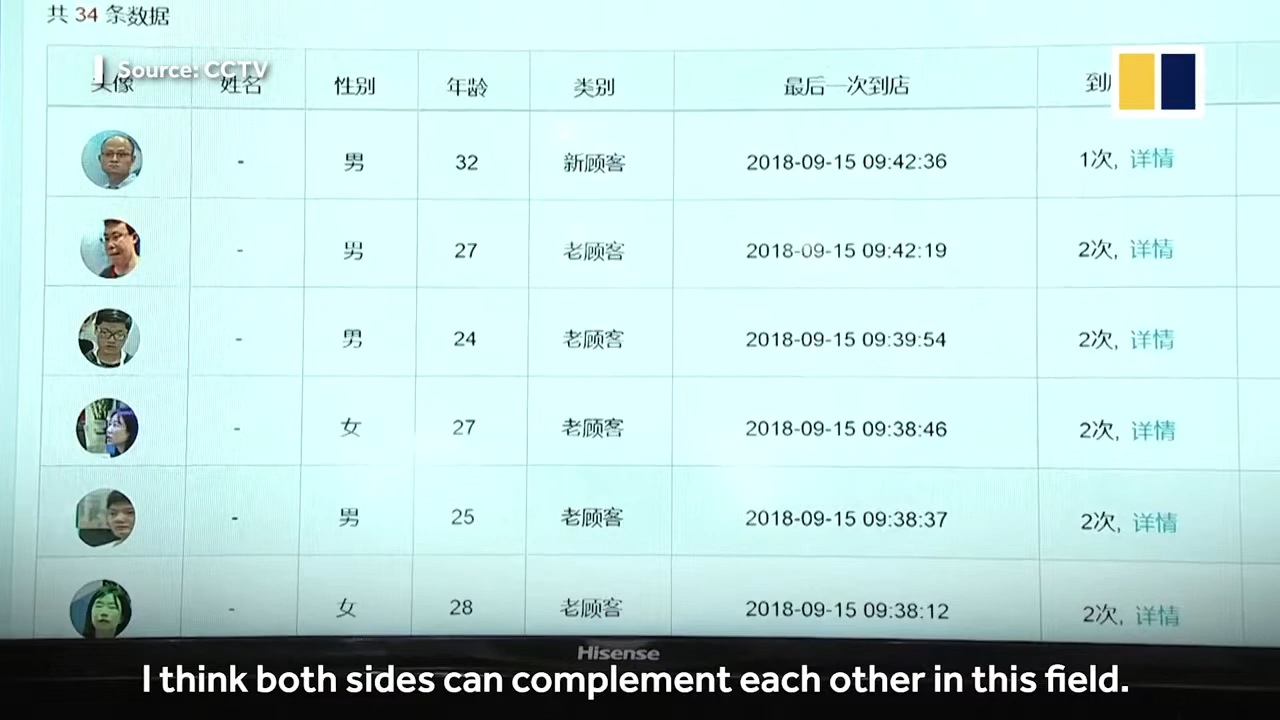 共 34 条数据
Source: CCTV
头像 姓名 性别 年龄 类别 最后一次到店
- 男 32 新顾客 2018-09-15 09:42:36 1次, 详情
- 男 27 老顾客 2018-09-15 09:42:19 2次, 详情
- 男 24 老顾客 2018-09-15 09:39:54 2次, 详情
- 女 27 老顾客 2018-09-15 09:38:46 2次, 详情
- 男 25 老顾客 2018-09-15 09:38:37 2次, 详情
- 女 28 老顾客 2018-09-15 09:38:12 2次, 详情
Hisense
I think both sides can complement each other in this field.